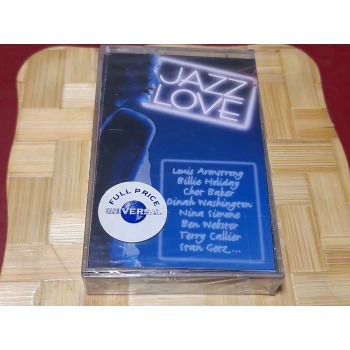 JAZZ
LOVE
Louis Armstrong
Billie Holiday
Chet Baker
Dinah Washington
Nina Simone
Ben Webster
Terry Callier
Stan Getz...
FULL PRICE
UNIVERSAL